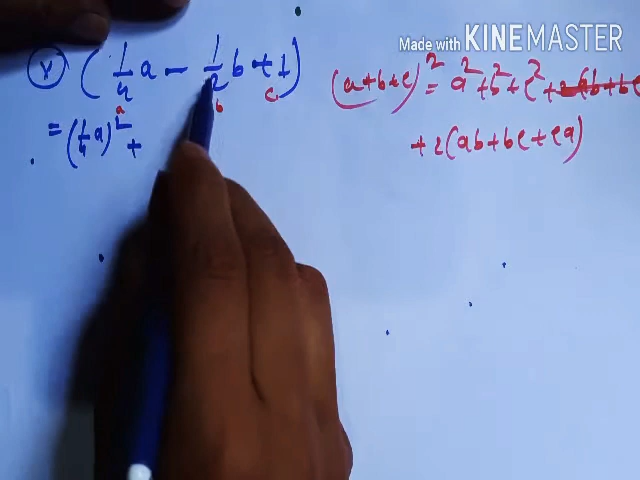 Made with KINEMASTER
(v) (1/4 a - 1/2 b + 1)
a b c
= (1/4 a)² +
(a+b+c)² = a² + b² + c²
+ 2(ab+bc+ca)